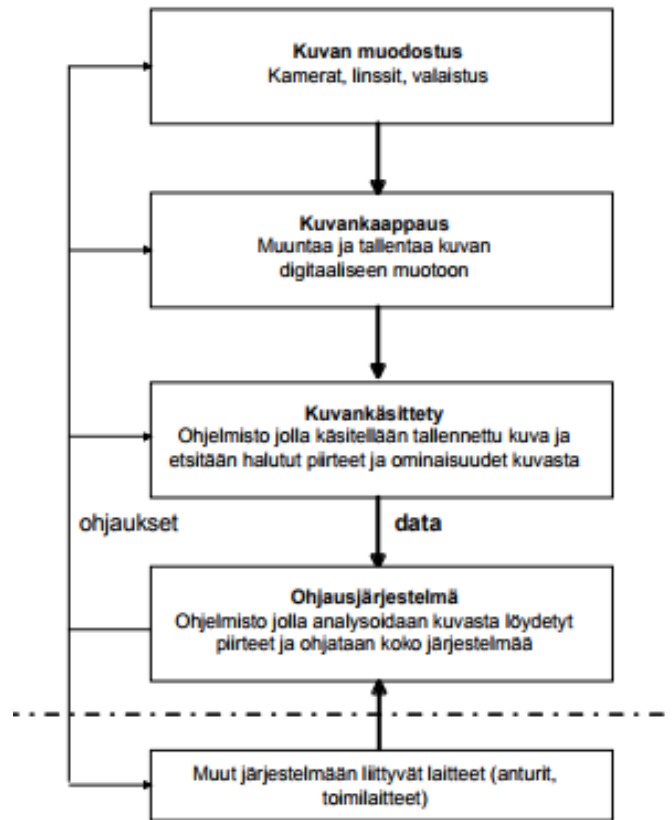 Kuvan muodostus
Kamerat, linssit, valaistus
Kuvankaappaus
Muuntaa ja tallentaa kuvan
digitaaliseen muotoon
Kuvankäsittety
Ohjelmisto jolla käsitellään tallennettu kuva ja
etsitään halutut piirteet ja ominaisuudet kuvasta
ohjaukset
data
Ohjausjärjestelmä
Ohjelmisto jolla analysoidaan kuvasta löydetyt
piirteet ja ohjataan koko järjestelmää
Muut järjestelmään liittyvät laitteet (anturit,
toimilaitteet)